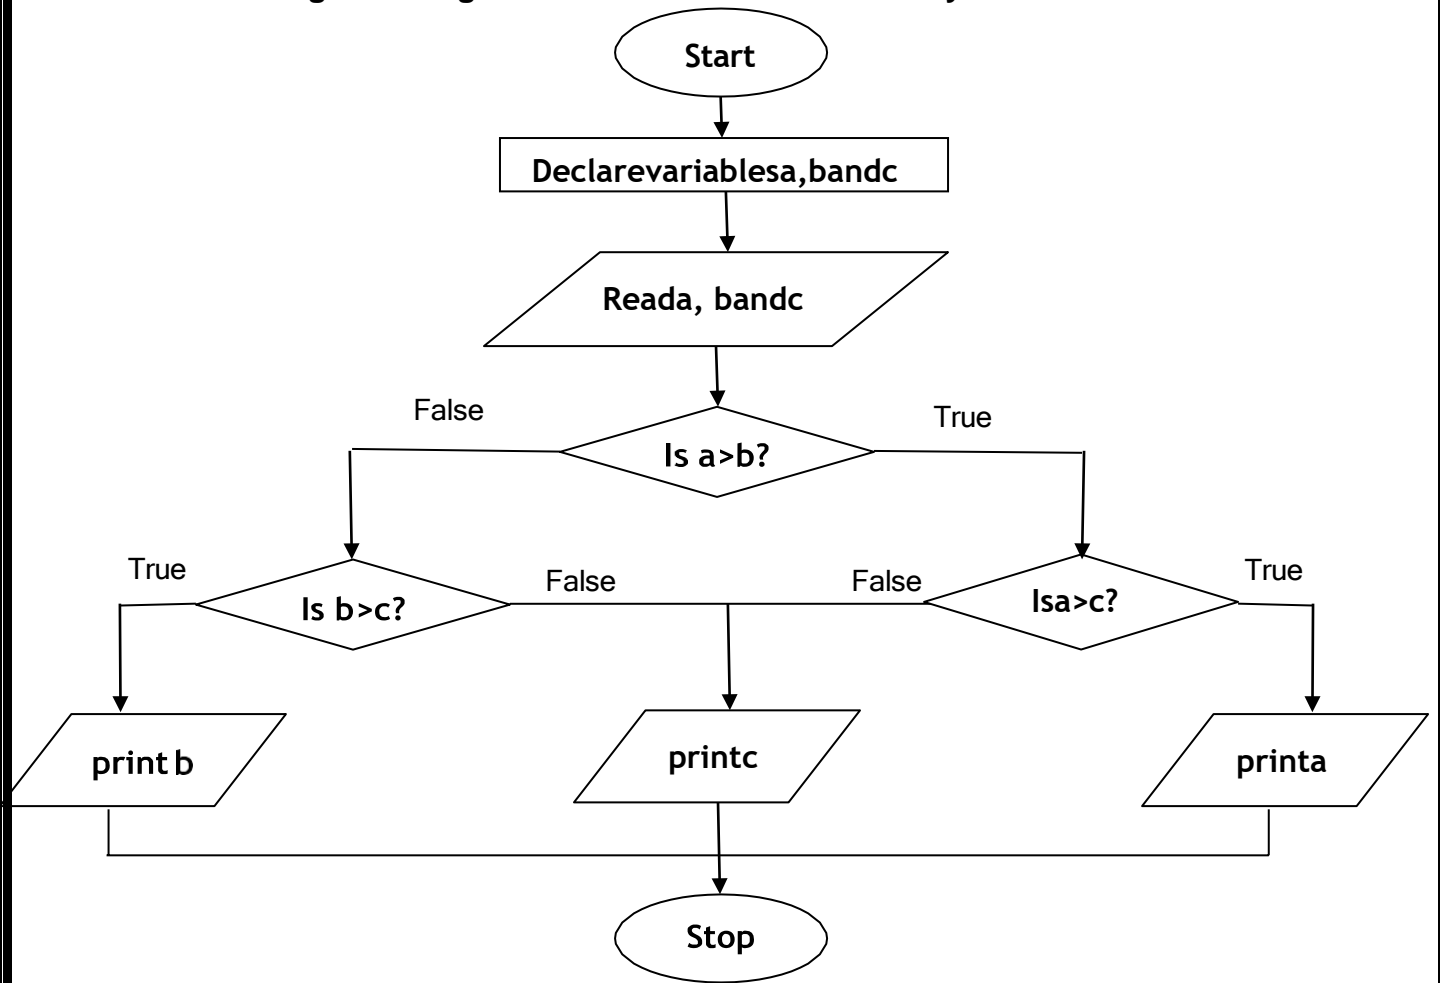 Start
Declarevariablesa,bandc
Reada, bandc
False
True
Is a>b?
True
False
False
True
Is b>c?
Isa>c?
print b
printc
printa
Stop